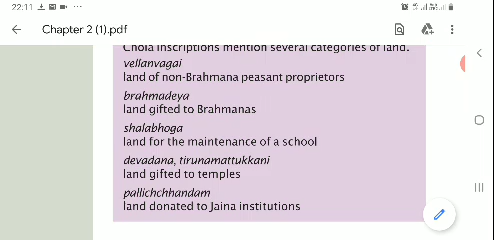 22:11
Chapter 2 (1).pdf
Chola inscriptions mention several categories of land.
vellanvagai
land of non-Brahmana peasant proprietors
brahmadeya
land gifted to Brahmanas
shalabhoga
land for the maintenance of a school
devadana, tirunamattukkani
land gifted to temples
pallichchhandam
land donated to Jaina institutions